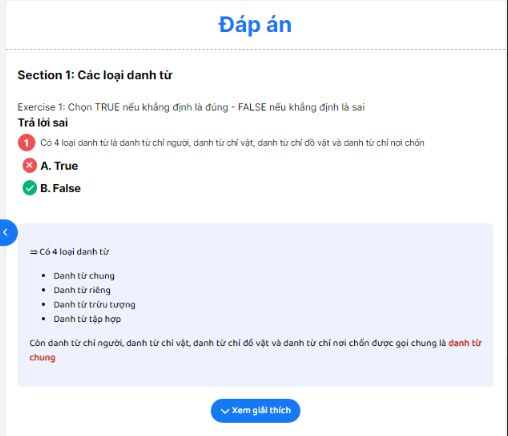 Đáp án
Section 1: Các loại danh từ
Exercise 1: Chọn TRUE nếu khẳng định là đúng - FALSE nếu khẳng định là sai
Trả lời sai
1 Có 4 loại danh từ là danh từ chỉ người, danh từ chỉ vật, danh từ chỉ đồ vật và danh từ chỉ nơi chốn
A. True
B. False
⇒ Có 4 loại danh từ
• Danh từ chung
• Danh từ riêng
• Danh từ trừu tượng
• Danh từ tập hợp
Còn danh từ chỉ người, danh từ chỉ vật, danh từ chỉ đồ vật và danh từ chỉ nơi chốn được gọi chung là danh từ
chung
Xem giải thích